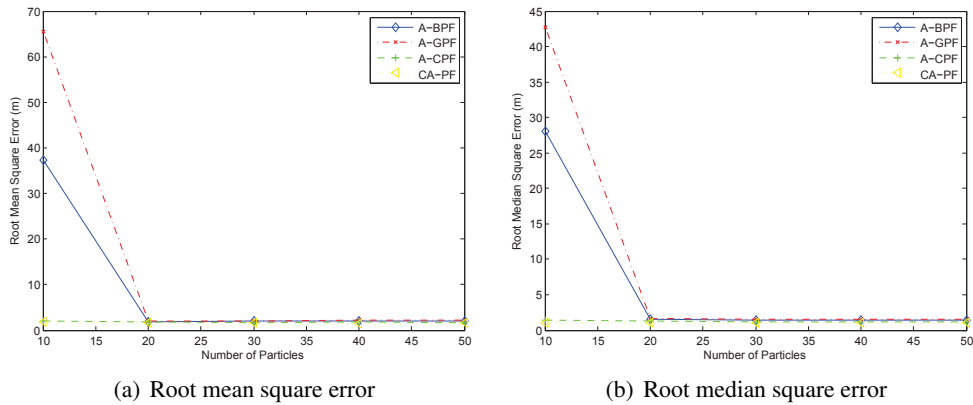 70
60
50
40
30
20
10
0
Root Mean Square Error (m)
10 15 20 25 30 35 40 45 50
Number of Particles
A−BPF
A−GPF
A−CPF
CA−PF
(a) Root mean square error
45
40
35
30
25
20
15
10
5
0
Root Median Square Error (m)
10 15 20 25 30 35 40 45 50
Number of Particles
A−BPF
A−GPF
A−CPF
CA−PF
(b) Root median square error